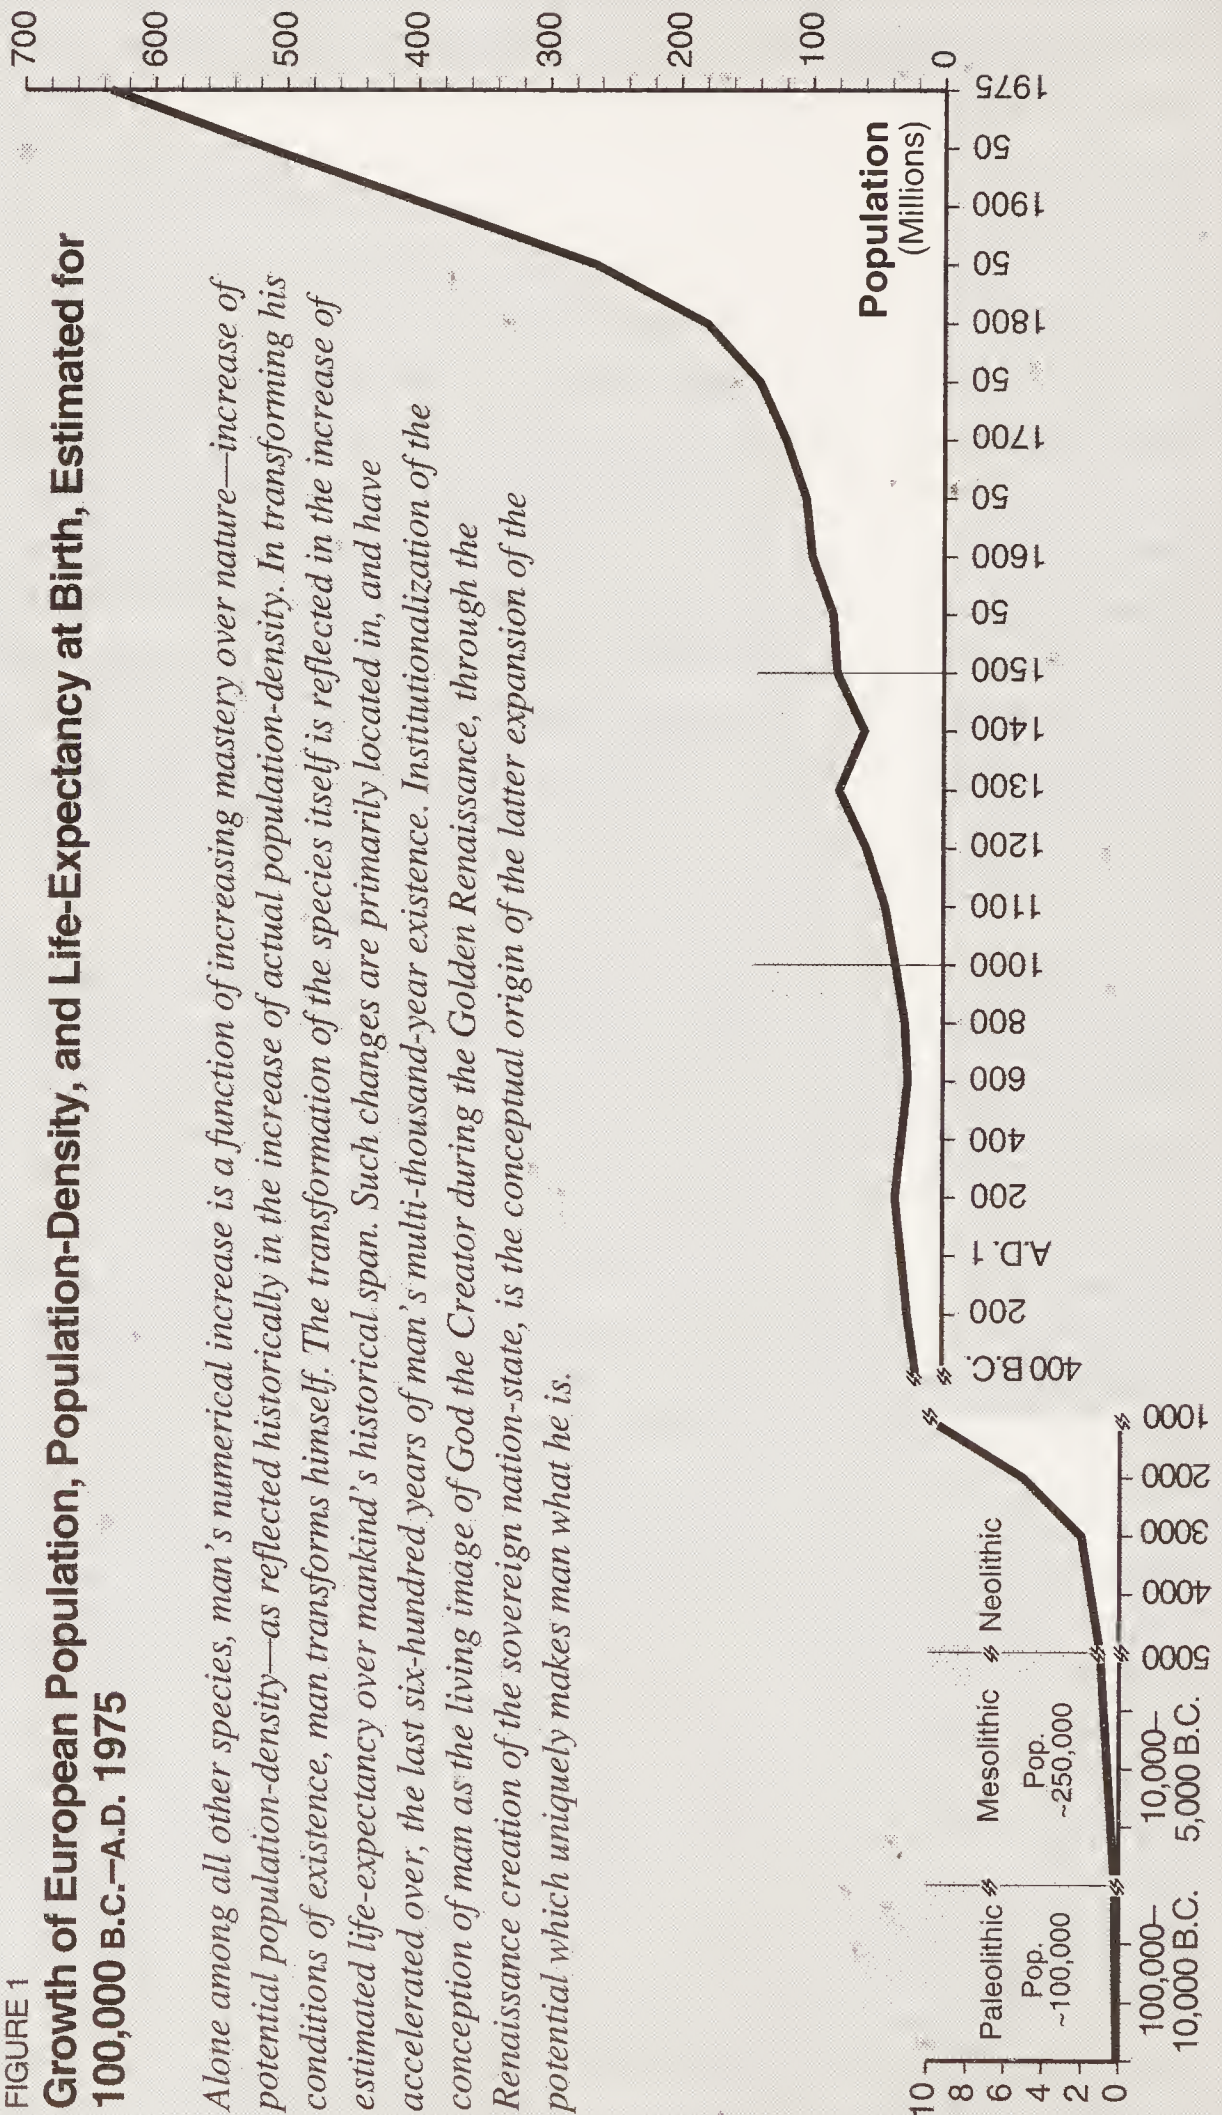 FIGURE 1
Growth of European Population, Population-Density, and Life-Expectancy at Birth, Estimated for
100,000 B.C.—A.D. 1975
Alone among all other species, man's numerical increase is a function of increasing mastery over nature—increase of
potential population-density—as reflected historically in the increase of actual population-density. In transforming his
conditions of existence, man transforms himself. The transformation of the species itself is reflected in the increase of
estimated life-expectancy over mankind's historical span. Such changes are primarily located in, and have
accelerated over, the last six-hundred years of man's multi-thousand-year existence. Institutionalization of the
conception of man as the living image of God the Creator during the Golden Renaissance, through the
Renaissance creation of the sovereign nation-state, is the conceptual origin of the latter expansion of the
potential which uniquely makes man what he is.
700
600
500
400
300
200
100
0
Population
(Millions)
400 B.C.
200
A.D. 1
200
400
600
800
1000
1100
1200
1300
1400
1500
50
1600
50
1700
50
1800
50
1900
50
1975
10
8
6
4
2
0
Paleolithic
Pop.
~100,000
Mesolithic
Pop.
~250,000
Neolithic
100,000–
10,000 B.C.
10,000–
5,000 B.C.
5000
4000
3000
2000
1000